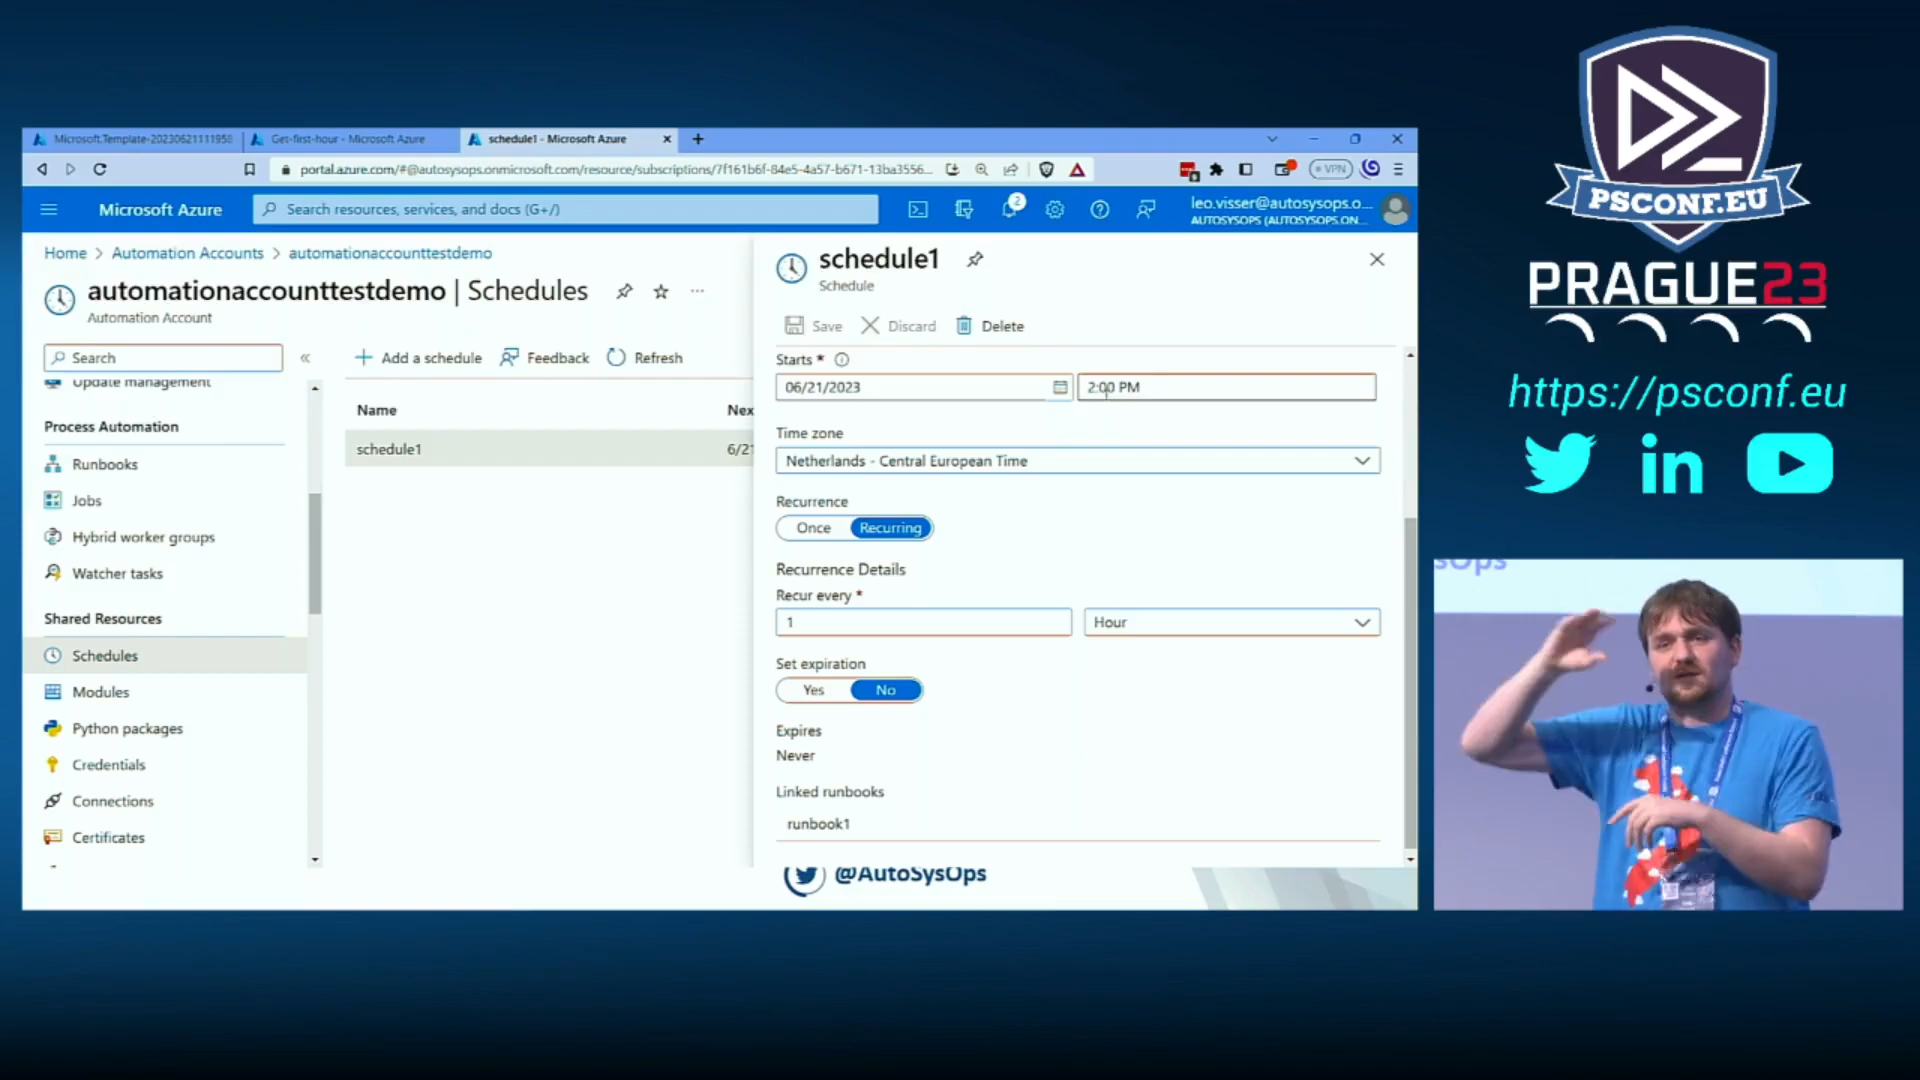 Microsoft.Template-20230621111958
Get-first-hour - Microsoft Azure
schedule1 - Microsoft Azure
portal.azure.com/#@autosysops.onmicrosoft.com/resource/subscriptions/7f161b6f-84e5-4a57-b671-13ba3556...
VPN
Microsoft Azure
Search resources, services, and docs (G+/)
2
leo.visser@autosysops.o...
AUTOSYSOPS (AUTOSYSOPS.ON...
Home > Automation Accounts > automationaccounttestdemo
automationaccounttestdemo | Schedules
Automation Account
Search
Add a schedule
Feedback
Refresh
Update management
Process Automation
Runbooks
Jobs
Hybrid worker groups
Watcher tasks
Shared Resources
Schedules
Modules
Python packages
Credentials
Connections
Certificates
Name
Nex
schedule1
6/21
schedule1
Schedule
Save
Discard
Delete
Starts *
06/21/2023
2:00 PM
Time zone
Netherlands - Central European Time
Recurrence
Once
Recurring
Recurrence Details
Recur every *
1
Hour
Set expiration
Yes
No
Expires
Never
Linked runbooks
runbook1
@AutoSysOps
PSCONF.EU
PRAGUE23
https://psconf.eu
in
sOps